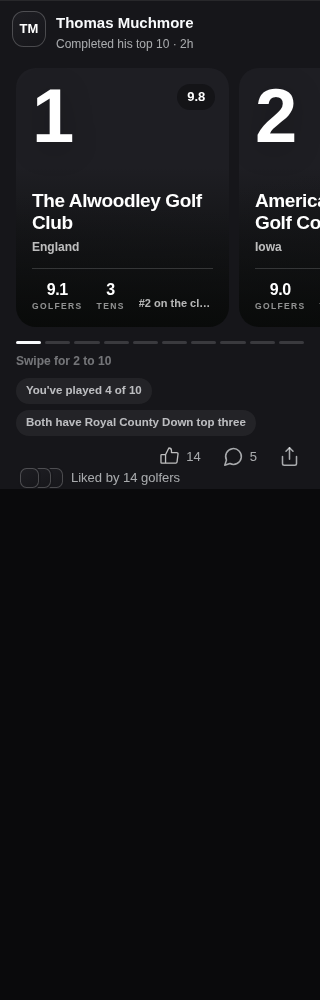 TM
Thomas Muchmore
Completed his top 10 · 2h
1
9.8
The Alwoodley Golf
Club
England
9.1
GOLFERS
3
TENS
#2 on the cl…
2
America
Golf Co
Iowa
9.0
GOLFERS
Swipe for 2 to 10
You've played 4 of 10
Both have Royal County Down top three
14
5
Liked by 14 golfers